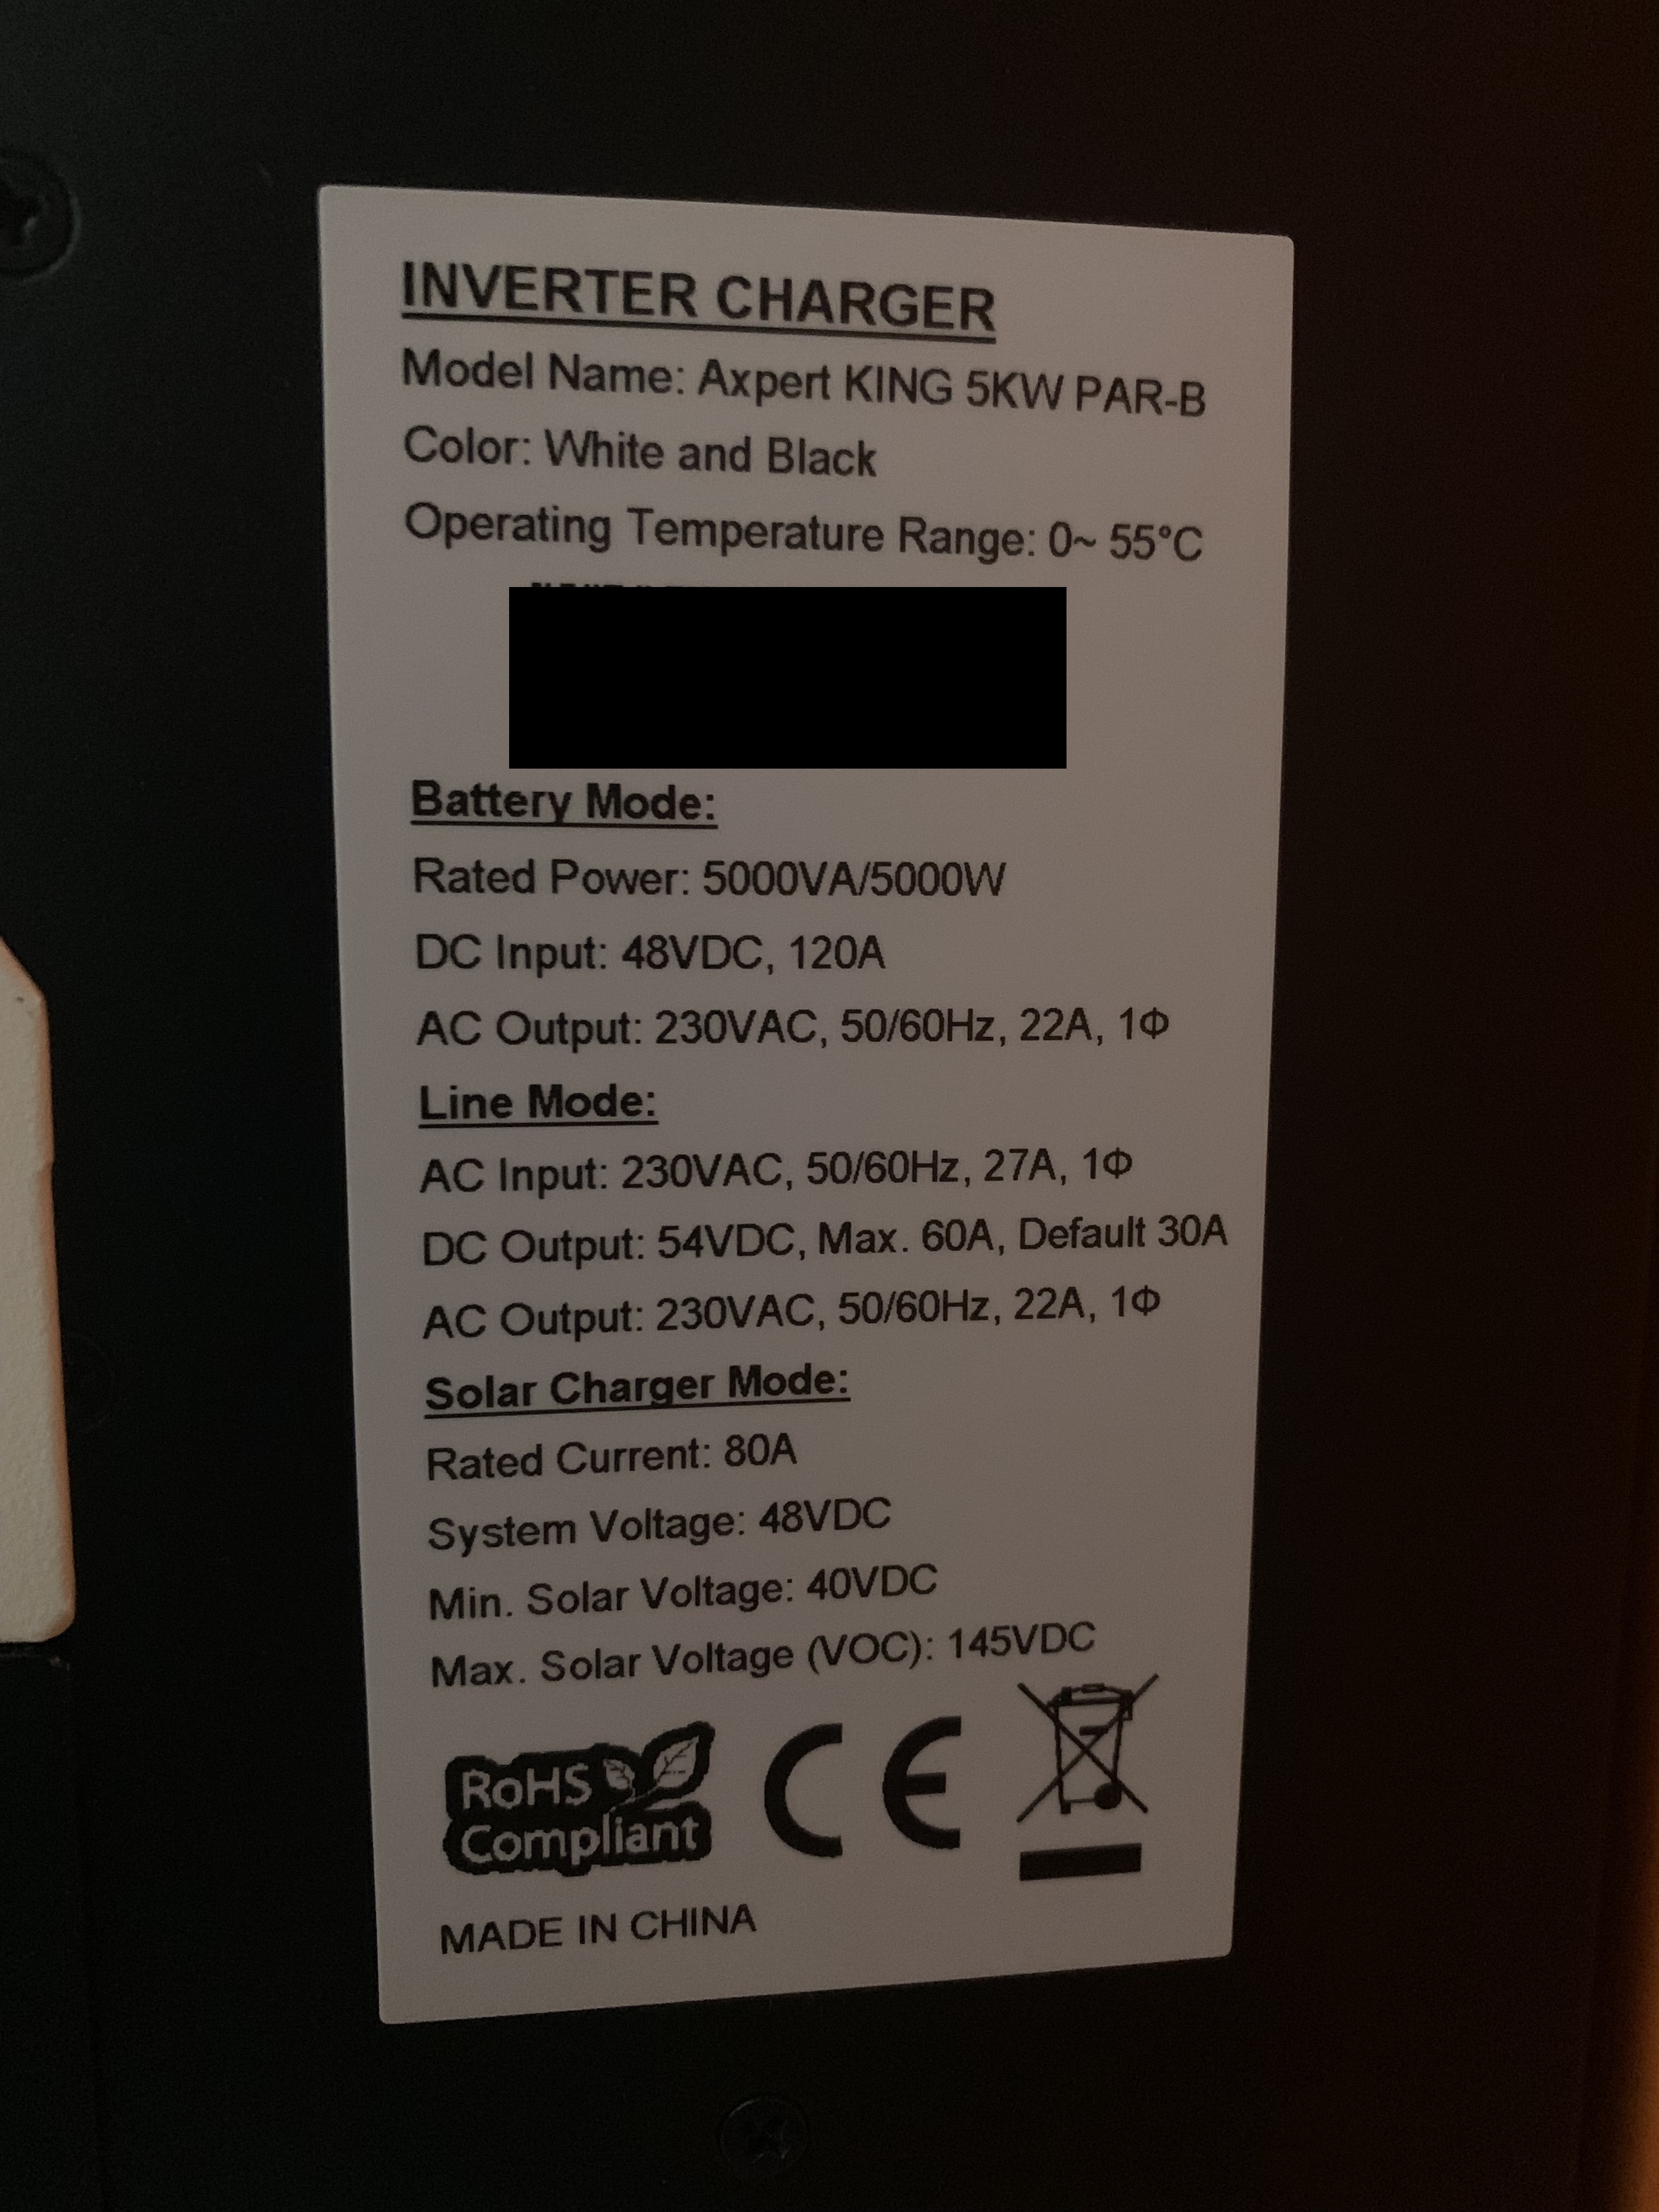 INVERTER CHARGER
Model Name: Axpert KING 5KW PAR-B
Color: White and Black
Operating Temperature Range: 0~ 55°C
Battery Mode:
Rated Power: 5000VA/5000W
DC Input: 48VDC, 120A
AC Output: 230VAC, 50/60Hz, 22A, 1Φ
Line Mode:
AC Input: 230VAC, 50/60Hz, 27A, 1Φ
DC Output: 54VDC, Max. 60A, Default 30A
AC Output: 230VAC, 50/60Hz, 22A, 1Φ
Solar Charger Mode:
Rated Current: 80A
System Voltage: 48VDC
Min. Solar Voltage: 40VDC
Max. Solar Voltage (VOC): 145VDC
RoHS
Compliant
CE
MADE IN CHINA